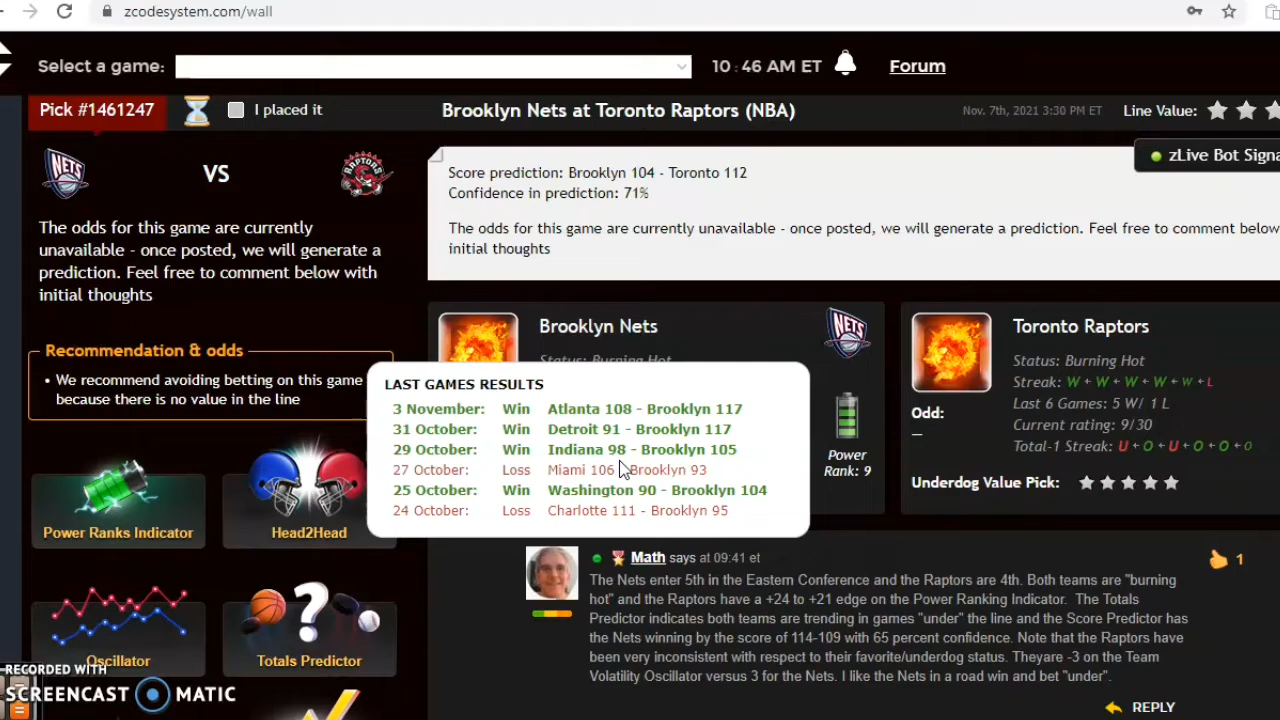 zcodesystem.com/wall
Select a game:
10:46 AM ET
Forum
Pick #1461247
I placed it
Brooklyn Nets at Toronto Raptors (NBA)
Nov. 7th, 2021 3:30 PM ET
Line Value:
NETS
VS
RAPTORS
Score prediction: Brooklyn 104 - Toronto 112
Confidence in prediction: 71%
zLive Bot Signa
The odds for this game are currently
unavailable - once posted, we will generate a
prediction. Feel free to comment below with
initial thoughts
The odds for this game are currently unavailable - once posted, we will generate a prediction. Feel free to comment below
initial thoughts
Recommendation & odds
• We recommend avoiding betting on this game
because there is no value in the line
Brooklyn Nets
Status: Burning Hot
NETS
Toronto Raptors
Status: Burning Hot
Streak: W - W - W - W - W - L
Last 6 Games: 5 W/ 1 L
Odd:
—
Current rating: 9/30
Total-1 Streak: U - O - U - O - O - O
Underdog Value Pick:
Power
Rank: 9
LAST GAMES RESULTS
3 November: Win Atlanta 108 - Brooklyn 117
31 October: Win Detroit 91 - Brooklyn 117
29 October: Win Indiana 98 - Brooklyn 105
27 October: Loss Miami 106 Brooklyn 93
25 October: Win Washington 90 - Brooklyn 104
24 October: Loss Charlotte 111 - Brooklyn 95
Power Ranks Indicator
Head2Head
Oscillator
Totals Predictor
Math says at 09:41 et
1
The Nets enter 5th in the Eastern Conference and the Raptors are 4th. Both teams are "burning
hot" and the Raptors have a +24 to +21 edge on the Power Ranking Indicator. The Totals
Predictor indicates both teams are trending in games "under" the line and the Score Predictor has
the Nets winning by the score of 114-109 with 65 percent confidence. Note that the Raptors have
been very inconsistent with respect to their favorite/underdog status. Theyare -3 on the Team
Volatility Oscillator versus 3 for the Nets. I like the Nets in a road win and bet "under".
REPLY
RECORDED WITH
SCREENCAST MATIC